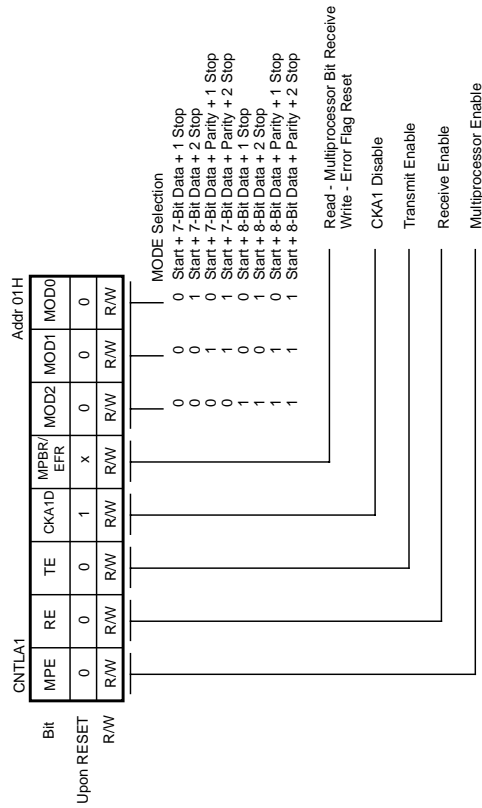 CNTLA1 Addr 01H
Bit MPE RE TE CKA1D MPBR/ EFR MOD2 MOD1 MOD0
Upon RESET 0 0 0 1 x 0 0 0
R/W R/W R/W R/W R/W R/W R/W R/W R/W
MODE Selection
0 0 0 Start + 7-Bit Data + 1 Stop
0 0 1 Start + 7-Bit Data + 2 Stop
0 1 0 Start + 7-Bit Data + Parity + 1 Stop
0 1 1 Start + 7-Bit Data + Parity + 2 Stop
1 0 0 Start + 8-Bit Data + 1 Stop
1 0 1 Start + 8-Bit Data + 2 Stop
1 1 0 Start + 8-Bit Data + Parity + 1 Stop
1 1 1 Start + 8-Bit Data + Parity + 2 Stop
Read - Multiprocessor Bit Receive
Write - Error Flag Reset
CKA1 Disable
Transmit Enable
Receive Enable
Multiprocessor Enable